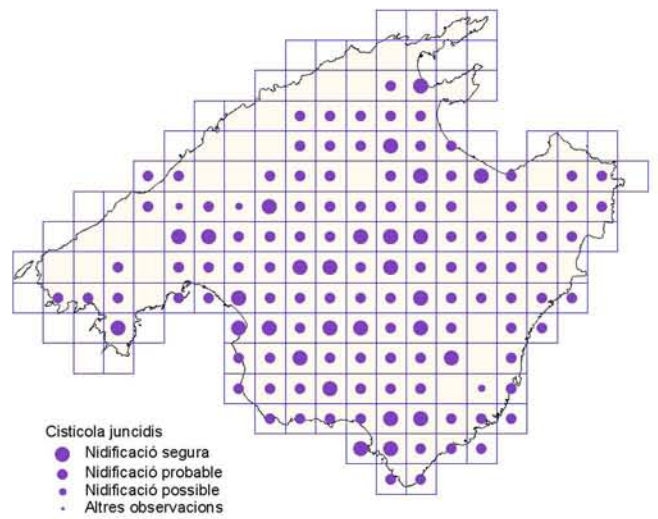 Cisticola juncidis
Nidificació segura
Nidificació probable
Nidificació possible
Altres observacions